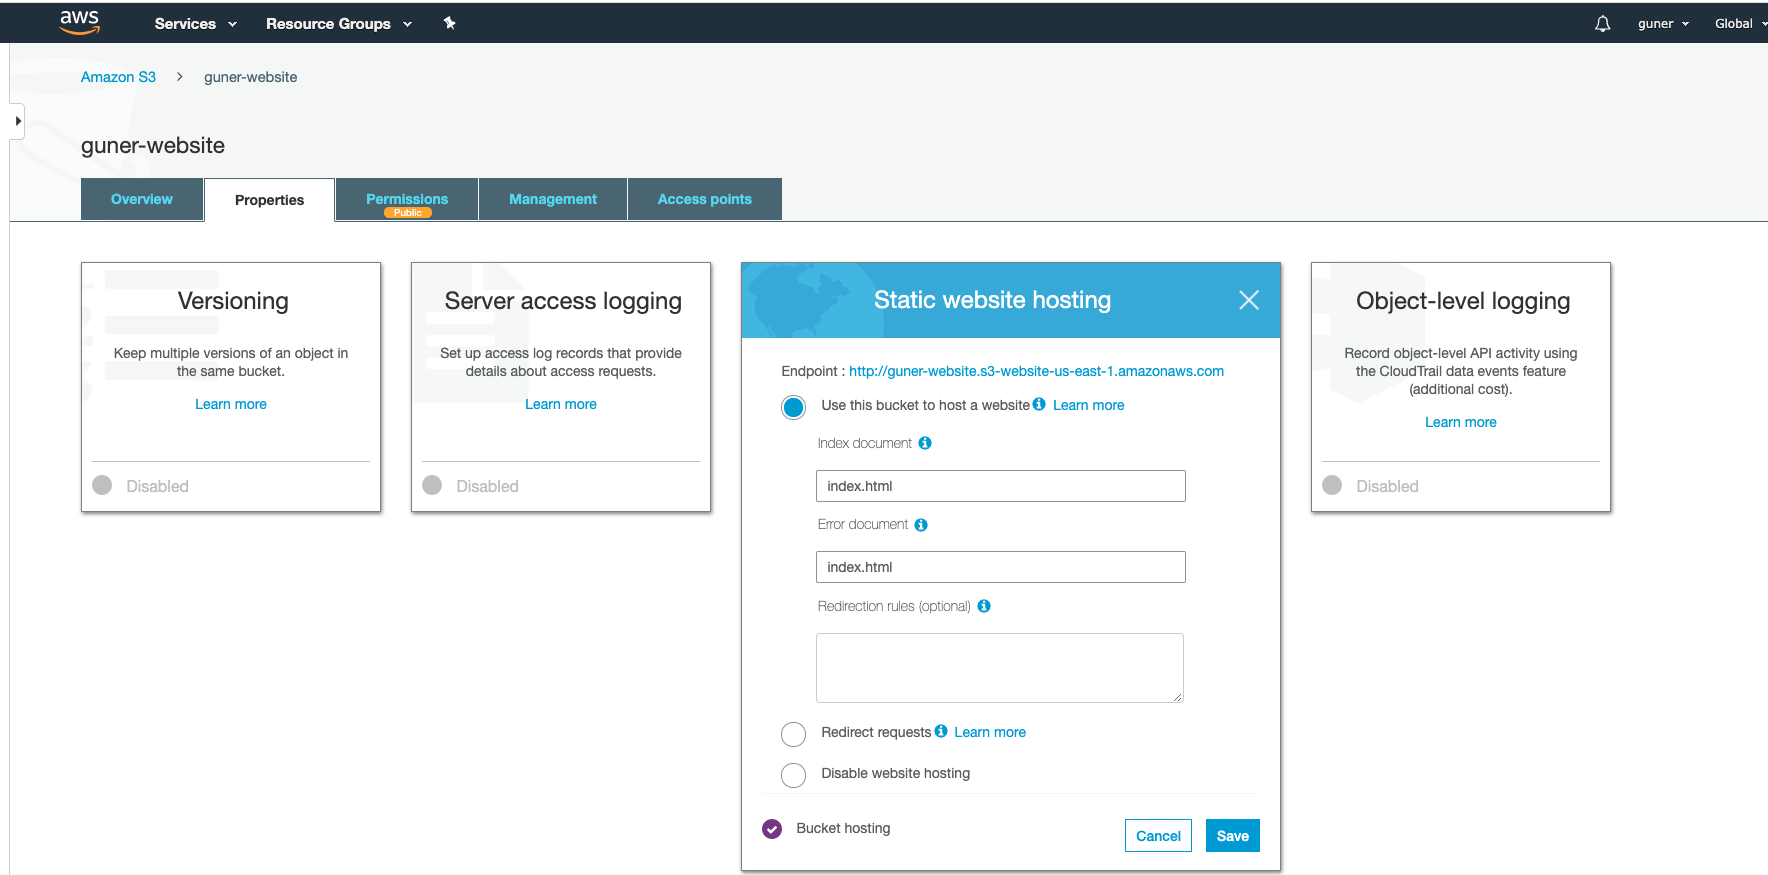 aws Services Resource Groups guner Global
Amazon S3 > guner-website
guner-website
Overview Properties Permissions Management Access points
Public
Versioning
Keep multiple versions of an object in
the same bucket.
Learn more
Disabled
Server access logging
Set up access log records that provide
details about access requests.
Learn more
Disabled
Static website hosting
Endpoint : http://guner-website.s3-website-us-east-1.amazonaws.com
Use this bucket to host a website Learn more
Index document
index.html
Error document
index.html
Redirection rules (optional)
Redirect requests Learn more
Disable website hosting
Bucket hosting
Cancel Save
Object-level logging
Record object-level API activity using
the CloudTrail data events feature
(additional cost).
Learn more
Disabled